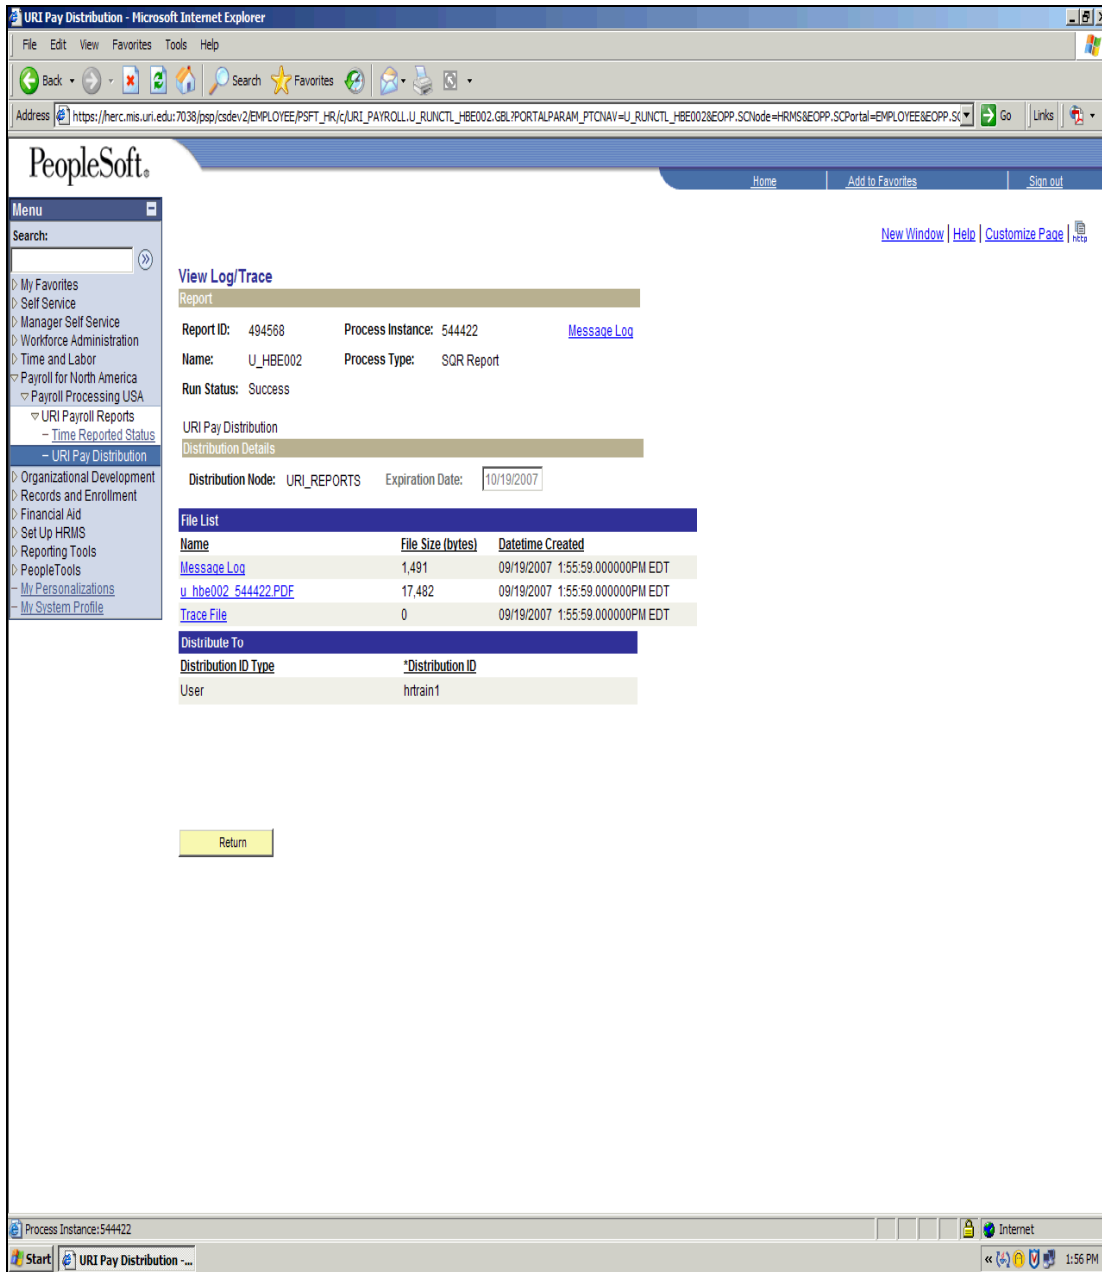 URI Pay Distribution - Microsoft Internet Explorer
File Edit View Favorites Tools Help
Back Search Favorites
Address https://herc.mis.uri.edu:7038/psp/csdev2/EMPLOYEE/PSFT_HR/c/URI_PAYROLL.U_RUNCTL_HBE002.GBL?PORTALPARAM_PTCNAV=U_RUNCTL_HBE002&EOPP.SCNode=HRMS&EOPP.SCPortal=EMPLOYEE&EOPP.SC Go Links
PeopleSoft®
Home Add to Favorites Sign out
New Window | Help | Customize Page | http
Menu
Search:
My Favorites
Self Service
Manager Self Service
Workforce Administration
Time and Labor
Payroll for North America
Payroll Processing USA
URI Payroll Reports
– Time Reported Status
– URI Pay Distribution
Organizational Development
Records and Enrollment
Financial Aid
Set Up HRMS
Reporting Tools
PeopleTools
– My Personalizations
– My System Profile
View Log/Trace
Report
Report ID: 494568 Process Instance: 544422 Message Log
Name: U_HBE002 Process Type: SQR Report
Run Status: Success
URI Pay Distribution
Distribution Details
Distribution Node: URI_REPORTS Expiration Date: 10/19/2007
File List
Name File Size (bytes) Datetime Created
Message Log 1,491 09/19/2007 1:55:59.000000PM EDT
u_hbe002_544422.PDF 17,482 09/19/2007 1:55:59.000000PM EDT
Trace File 0 09/19/2007 1:55:59.000000PM EDT
Distribute To
Distribution ID Type *Distribution ID
User hrtrain1
Return
Process Instance:544422 Internet
Start URI Pay Distribution -... « 1:56 PM